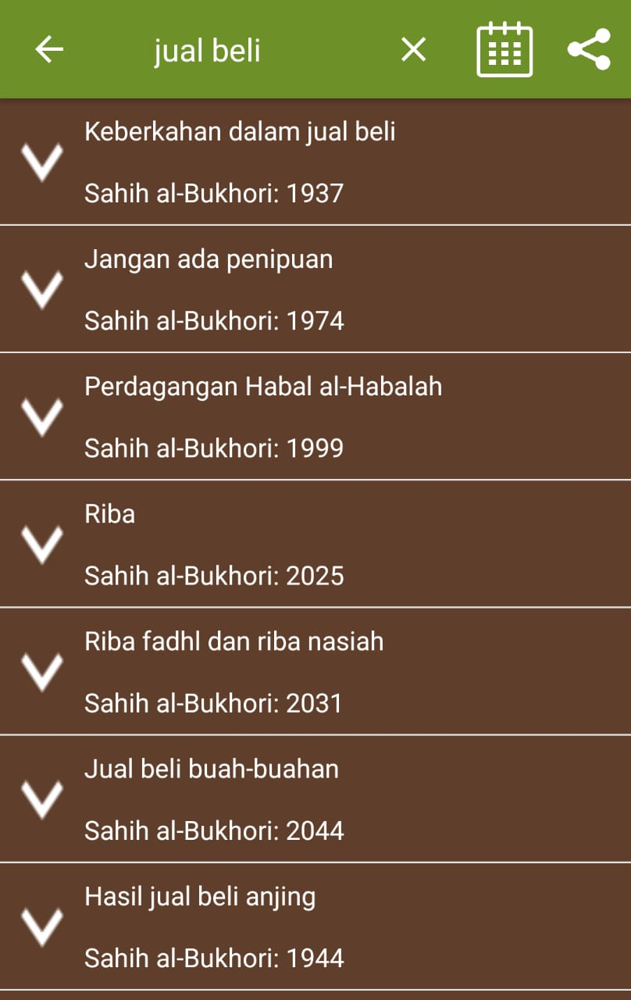 jual beli
Keberkahan dalam jual beli
Sahih al-Bukhori: 1937
Jangan ada penipuan
Sahih al-Bukhori: 1974
Perdagangan Habal al-Habalah
Sahih al-Bukhori: 1999
Riba
Sahih al-Bukhori: 2025
Riba fadhl dan riba nasiah
Sahih al-Bukhori: 2031
Jual beli buah-buahan
Sahih al-Bukhori: 2044
Hasil jual beli anjing
Sahih al-Bukhori: 1944